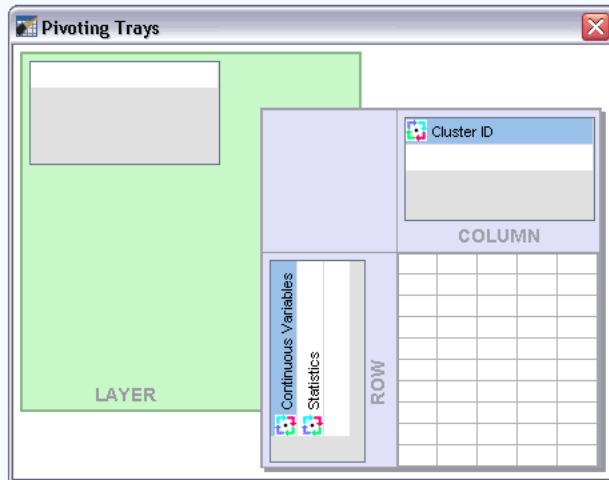 Pivoting Trays
Cluster ID
COLUMN
Continuous Variables
Statistics
ROW
LAYER